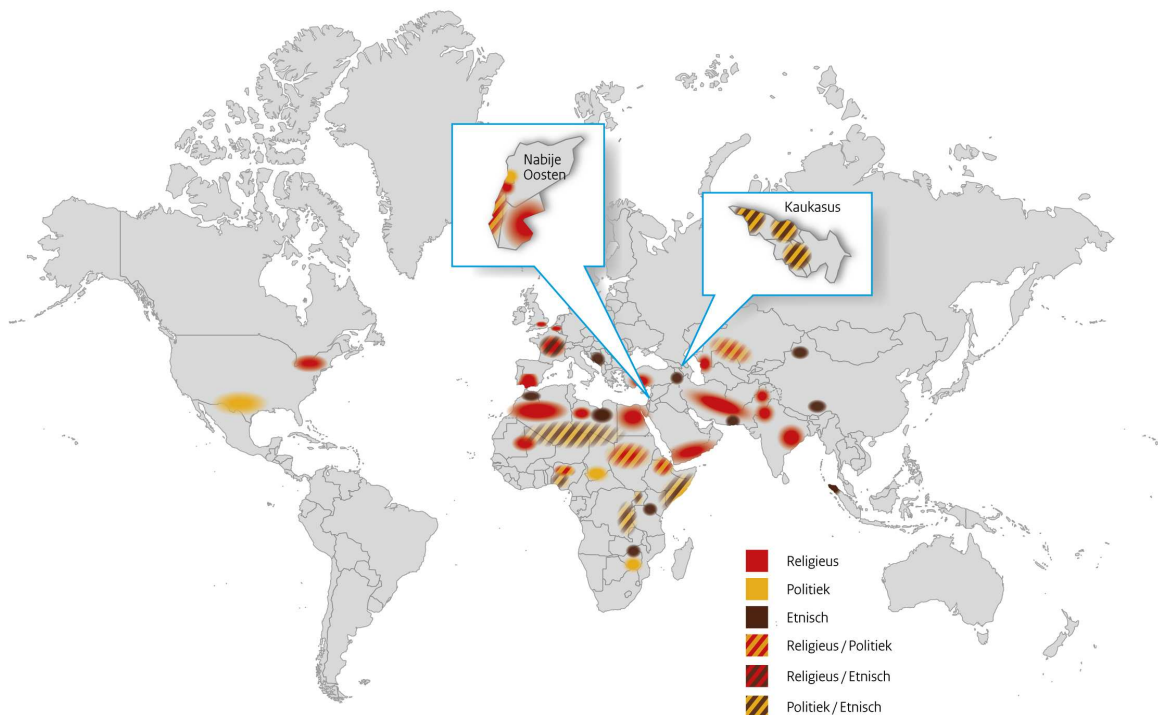 Nabije
Oosten
Kaukasus
Religieus
Politiek
Etnisch
Religieus / Politiek
Religieus / Etnisch
Politiek / Etnisch